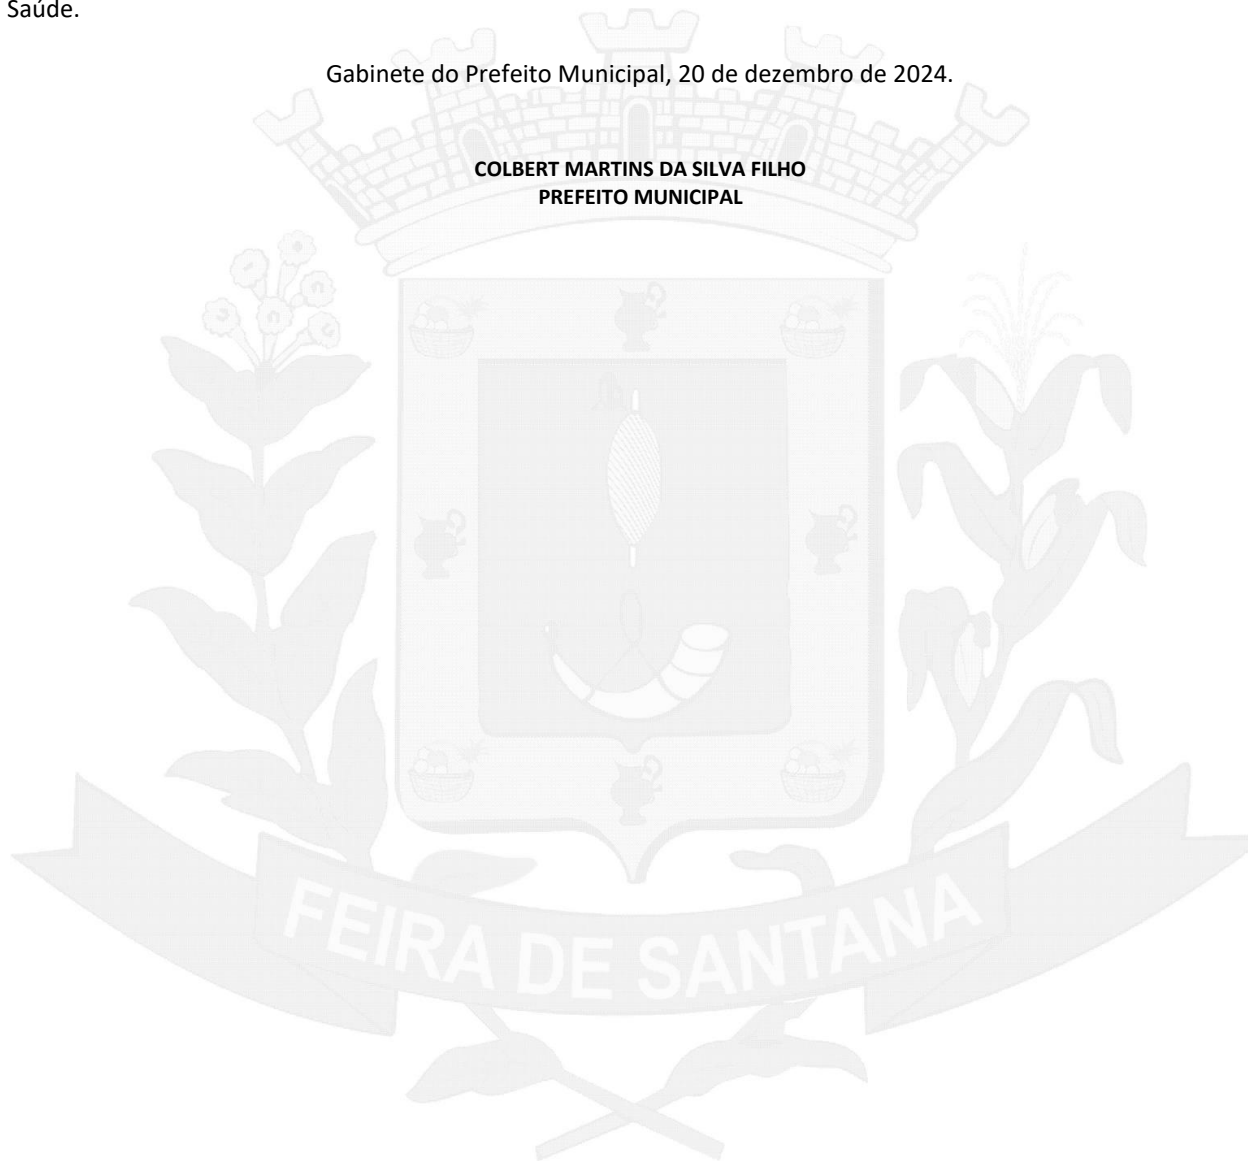 Saúde.
Gabinete do Prefeito Municipal, 20 de dezembro de 2024.
COLBERT MARTINS DA SILVA FILHO
PREFEITO MUNICIPAL
FEIRA DE SANTANA